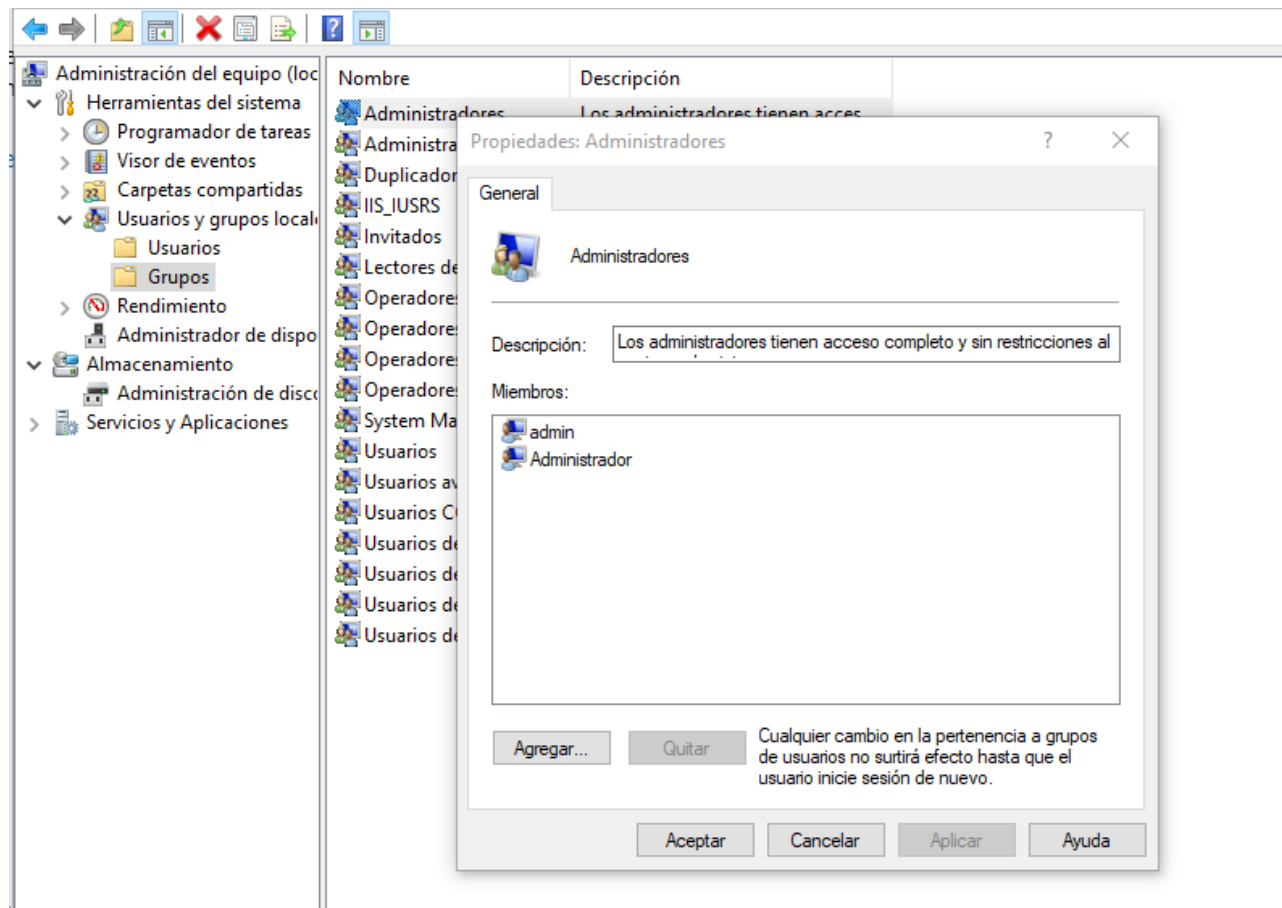 Administración del equipo (loc
Herramientas del sistema
Programador de tareas
Visor de eventos
Carpetas compartidas
Usuarios y grupos local
Usuarios
Grupos
Rendimiento
Administrador de dispo
Almacenamiento
Administración de disc
Servicios y Aplicaciones
Nombre Descripción
Administradores Los administradores tienen acces
Administra
Duplicador
IIS_IUSRS
Invitados
Lectores de
Operadores
Operadores
Operadores
Operadores
System Ma
Usuarios
Usuarios av
Usuarios C
Usuarios de
Usuarios de
Usuarios de
Usuarios de
Propiedades: Administradores ?
General
Administradores
Descripción: Los administradores tienen acceso completo y sin restricciones al
Miembros:
admin
Administrador
Agregar... Quitar
Cualquier cambio en la pertenencia a grupos
de usuarios no surtirá efecto hasta que el
usuario inicie sesión de nuevo.
Aceptar Cancelar Aplicar Ayuda